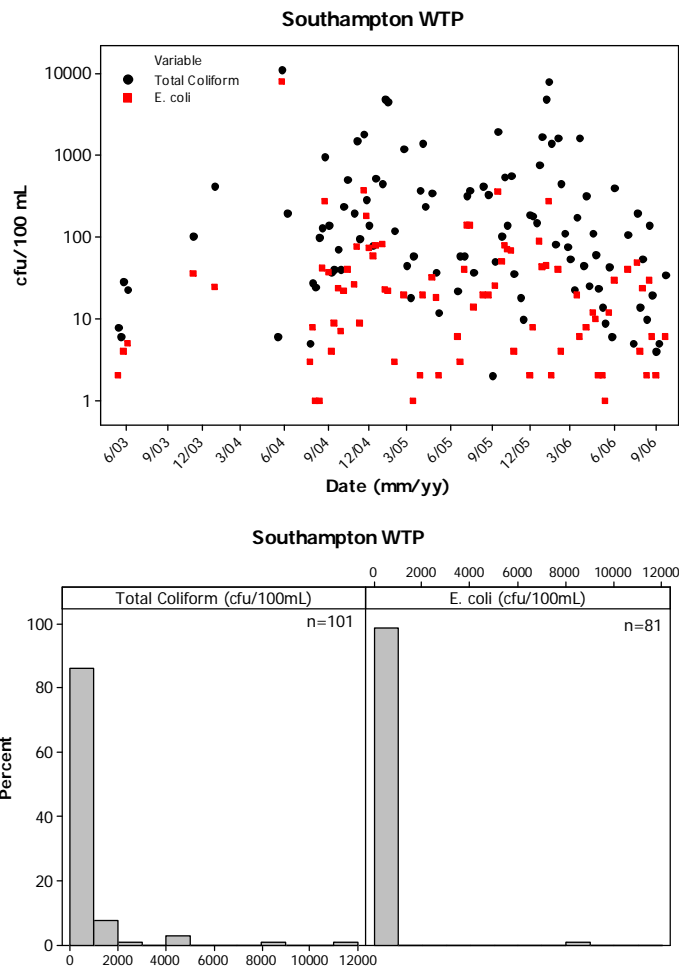 Southampton WTP
Variable
Total Coliform
E. coli
10000
1000
100
10
1
cfu/100 mL
6/03 9/03 12/03 3/04 6/04 9/04 12/04 3/05 6/05 9/05 12/05 3/06 6/06 9/06
Date (mm/yy)
Southampton WTP
0 2000 4000 6000 8000 10000 12000
Total Coliform (cfu/100mL) E. coli (cfu/100mL)
n=101 n=81
100
80
60
40
20
0
Percent
0 2000 4000 6000 8000 10000 12000